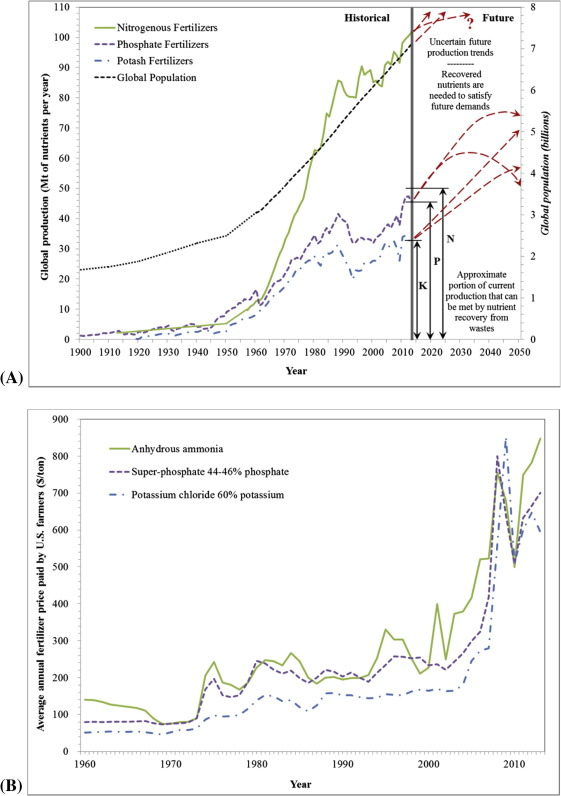 Historical
Future
Nitrogenous Fertilizers
Phosphate Fertilizers
Potash Fertilizers
Global Population
?
Uncertain future
production trends
---------
Recovered
nutrients are
needed to satisfy
future demands
N
P
K
Approximate
portion of current
production that can
be met by nutrient
recovery from
wastes
Global production (Mt of nutrients per year)
110
100
90
80
70
60
50
40
30
20
10
0
Global population (billions)
8
7
6
5
4
3
2
1
0
1900 1910 1920 1930 1940 1950 1960 1970 1980 1990 2000 2010 2020 2030 2040 2050
Year
(A)
Anhydrous ammonia
Super-phosphate 44-46% phosphate
Potassium chloride 60% potassium
Average annual fertilizer price paid by U.S. farmers ($/ton)
900
800
700
600
500
400
300
200
100
0
1960 1970 1980 1990 2000 2010
Year
(B)